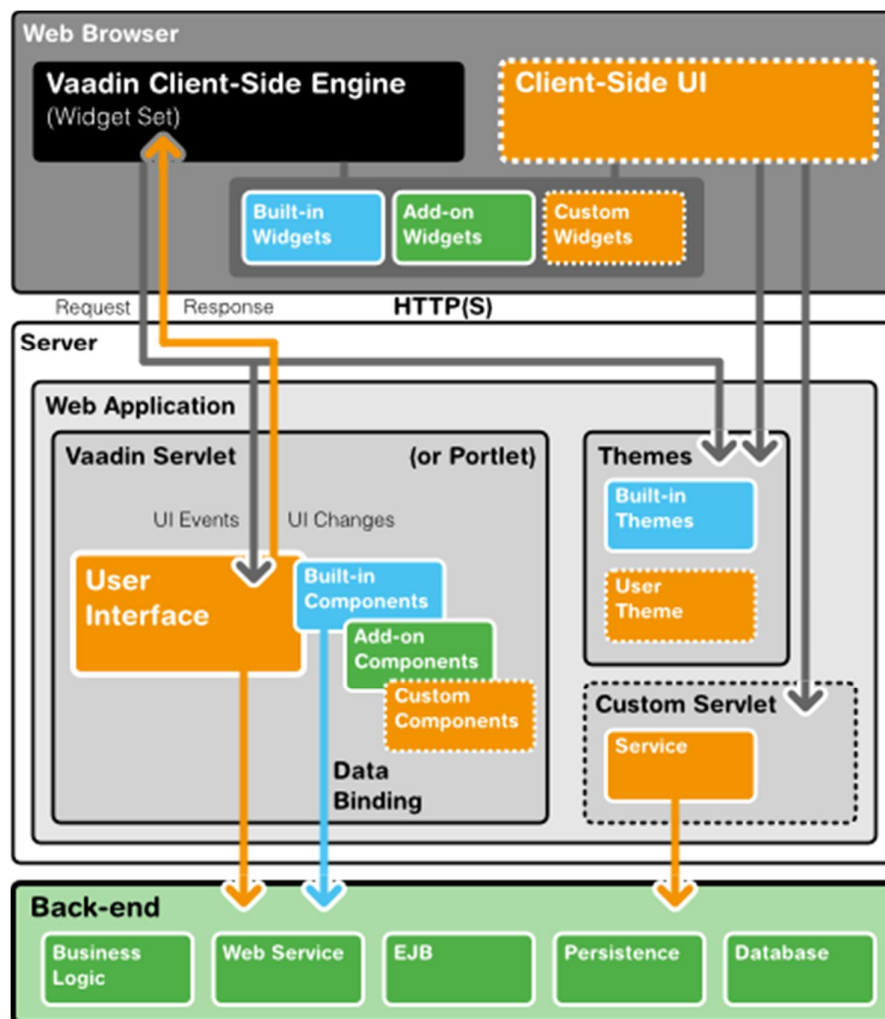 Web Browser
Vaadin Client-Side Engine
(Widget Set)
Client-Side UI
Built-in
Widgets
Add-on
Widgets
Custom
Widgets
Request
Response
HTTP(S)
Server
Web Application
Vaadin Servlet
(or Portlet)
UI Events
UI Changes
User
Interface
Built-in
Components
Add-on
Components
Custom
Components
Data
Binding
Themes
Built-in
Themes
User
Theme
Custom Servlet
Service
Back-end
Business
Logic
Web Service
EJB
Persistence
Database